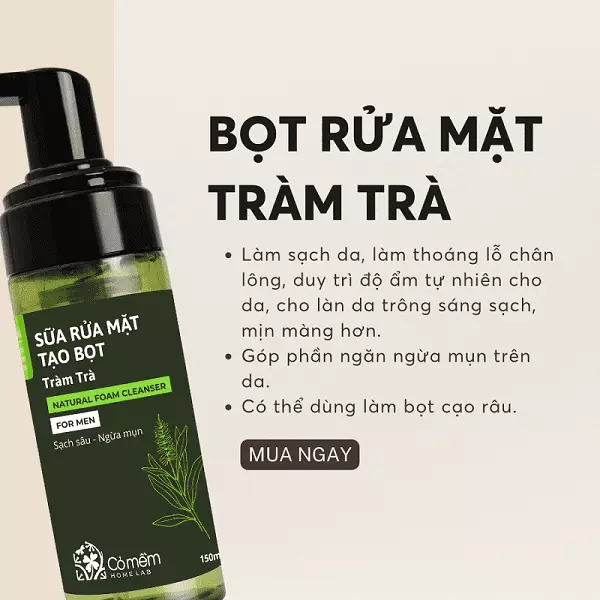 BỌT RỬA MẶT
TRÀM TRÀ
• Làm sạch da, làm thoáng lỗ chân
lông, duy trì độ ẩm tự nhiên cho
da, cho làn da trông sáng sạch,
mịn màng hơn.
• Góp phần ngăn ngừa mụn trên
da.
• Có thể dùng làm bọt cạo râu.
MUA NGAY
SỮA RỬA MẶT
TẠO BỌT
Tràm Trà
NATURAL FOAM CLEANSER
FOR MEN
Sạch sâu - Ngừa mụn
Cỏ mềm
HOME LAB
150m